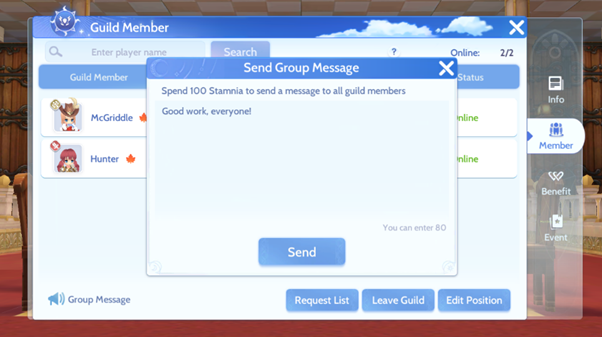 Guild Member
Enter player name
Search
?
Online: 2/2
Guild Member
Status
Send Group Message
Spend 100 Stamnia to send a message to all guild members
Good work, everyone!
McGriddle
Hunter
nline
nline
You can enter 80
Send
Group Message
Request List
Leave Guild
Edit Position
Info
Member
Benefit
Event